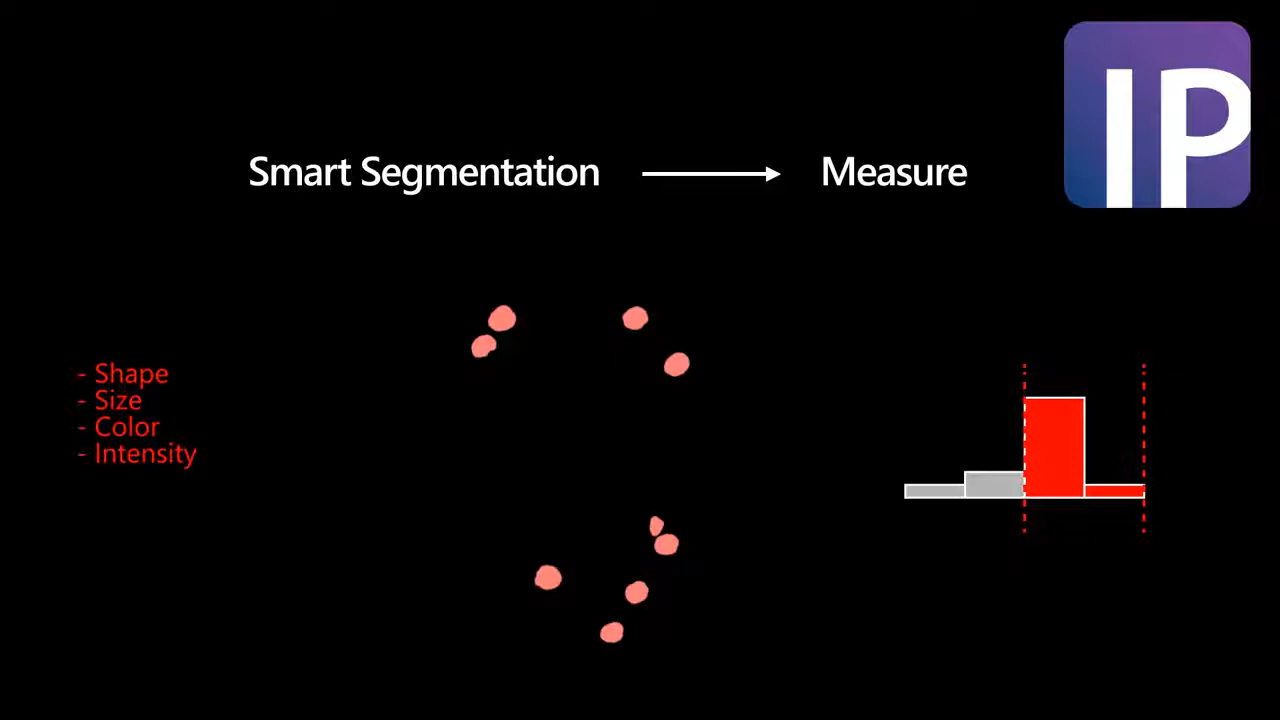 IP
Smart Segmentation
Measure
- Shape
- Size
- Color
- Intensity